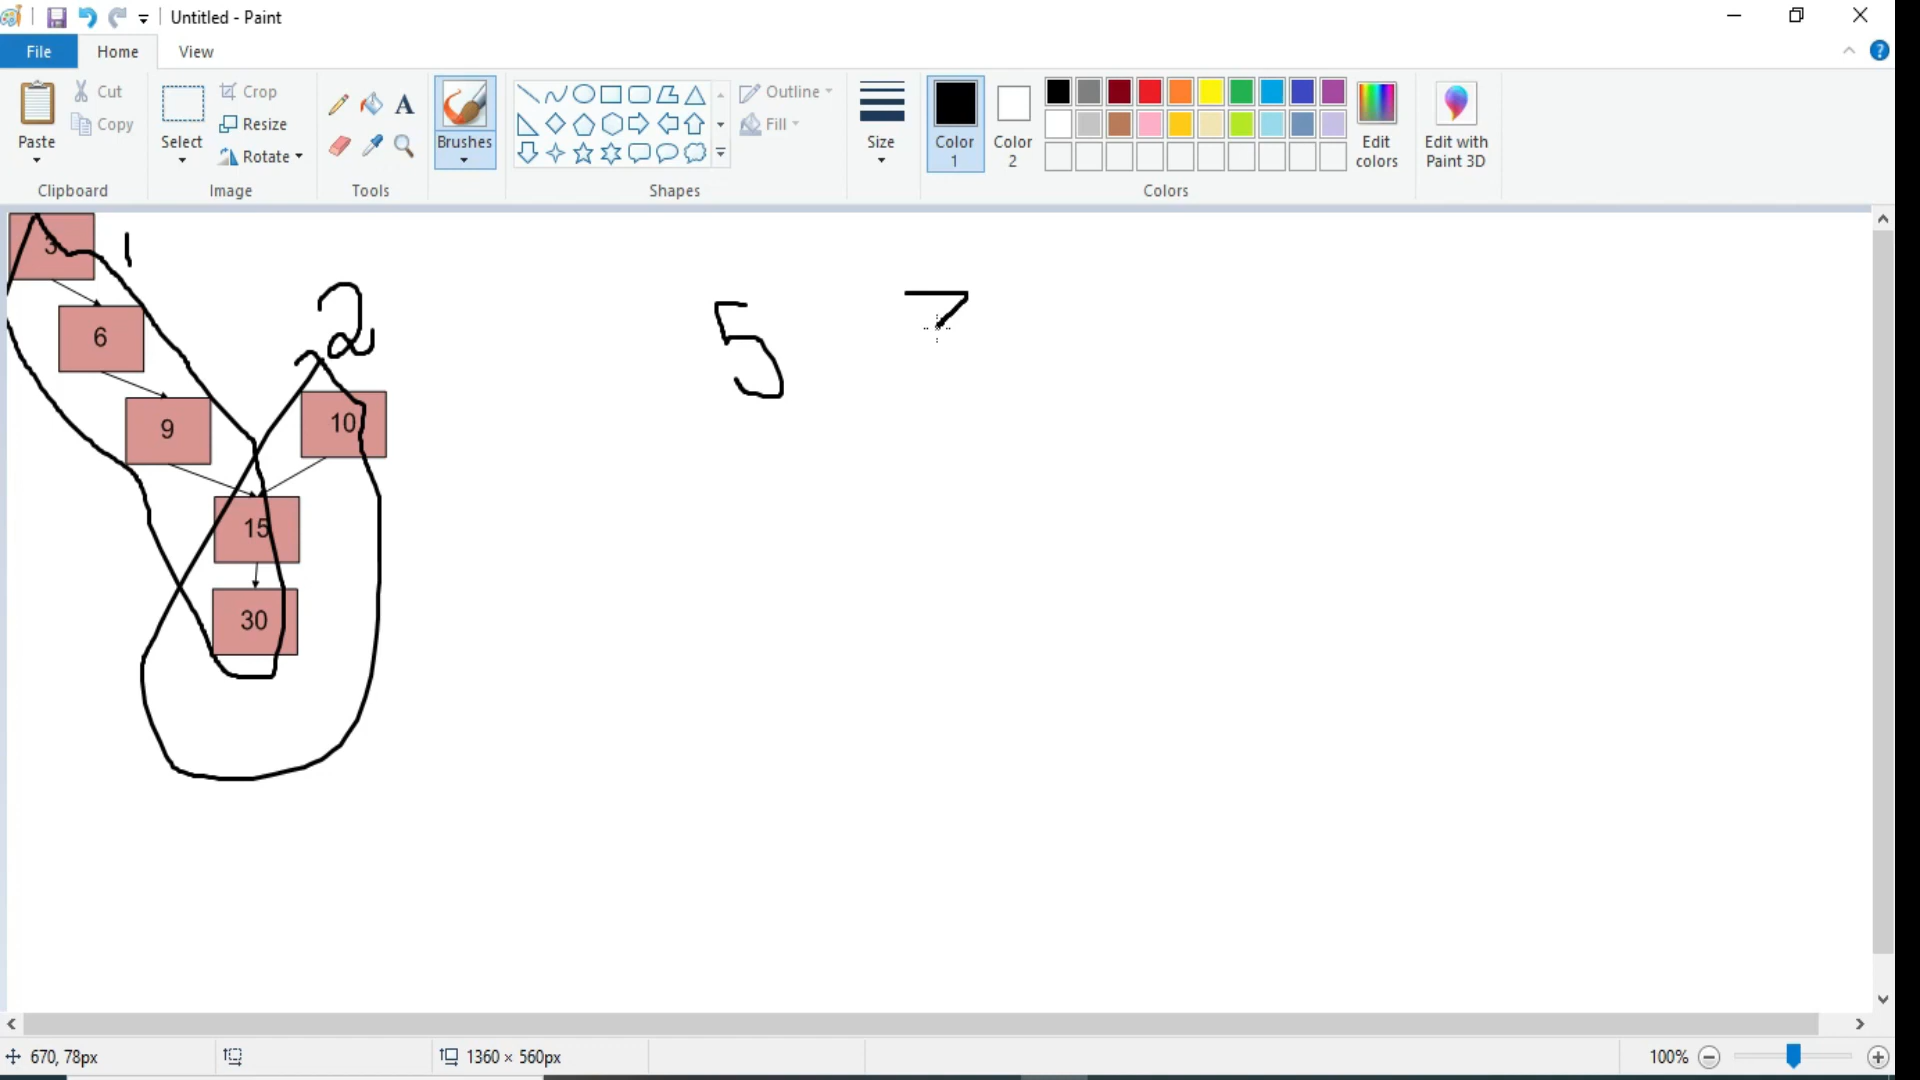 Untitled - Paint
File Home View
Paste
Cut
Copy
Clipboard
Select
Crop
Resize
Rotate
Image
A
Tools
Brushes
Outline
Fill
Shapes
Size
Color 1
Color 2
Edit colors
Edit with Paint 3D
Colors
?
3
1
6
2
9
10
15
30
5
7
670, 78px
1360 × 560px
100%